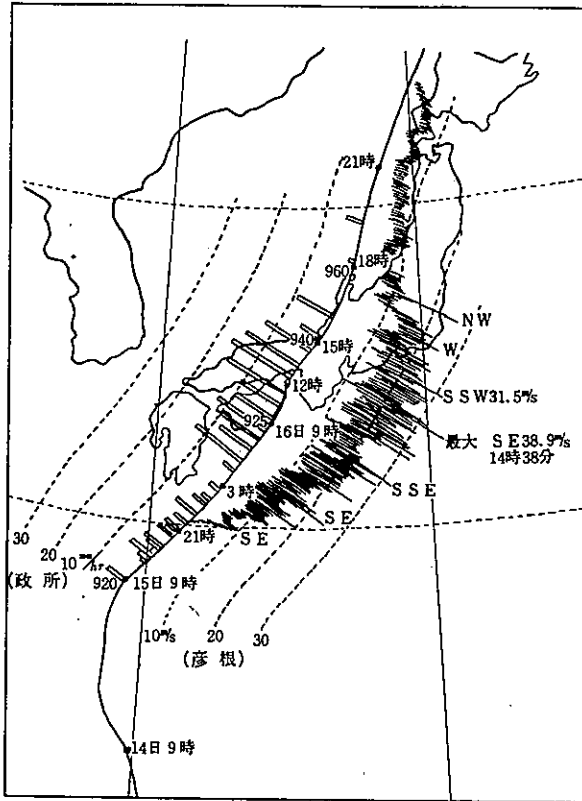 21時
960
18時
NW
940
15時
W
12時
SSW31.5m/s
925
16日9時
最大 SE38.9m/s
14時38分
3時
SSE
SE
21時
SE
30
20
10mm/hr
(政所)
920
15日9時
10m/s
20
30
(彦根)
14日9時